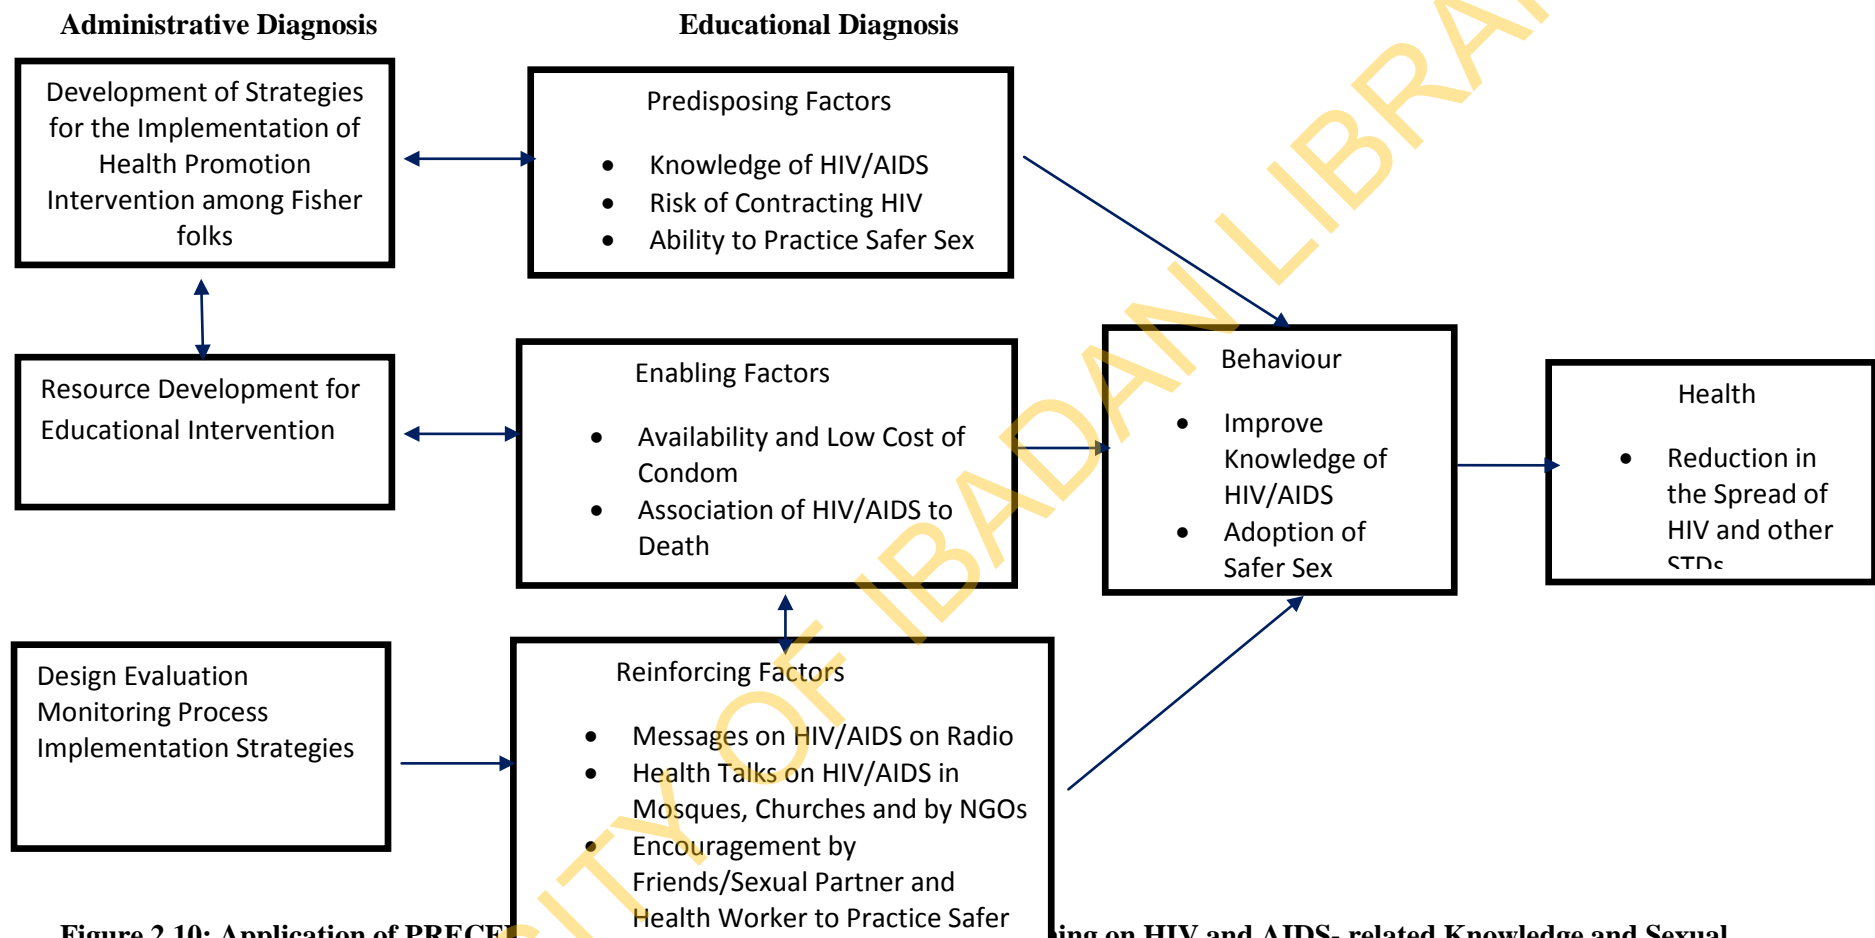 Administrative Diagnosis
Educational Diagnosis
Development of Strategies
for the Implementation of
Health Promotion
Intervention among Fisher
folks
Predisposing Factors
• Knowledge of HIV/AIDS
• Risk of Contracting HIV
• Ability to Practice Safer Sex
Resource Development for
Educational Intervention
Enabling Factors
• Availability and Low Cost of
Condom
• Association of HIV/AIDS to
Death
Behaviour
• Improve
Knowledge of
HIV/AIDS
• Adoption of
Safer Sex
Health
• Reduction in
the Spread of
HIV and other
STDs
Design Evaluation
Monitoring Process
Implementation Strategies
Reinforcing Factors
• Messages on HIV/AIDS on Radio
• Health Talks on HIV/AIDS in
Mosques, Churches and by NGOs
• Encouragement by
Friends/Sexual Partner and
Health Worker to Practice Safer
Figure 2.10: Application of on HIV and AIDS- related Knowledge and Sexual
OF IBADAN